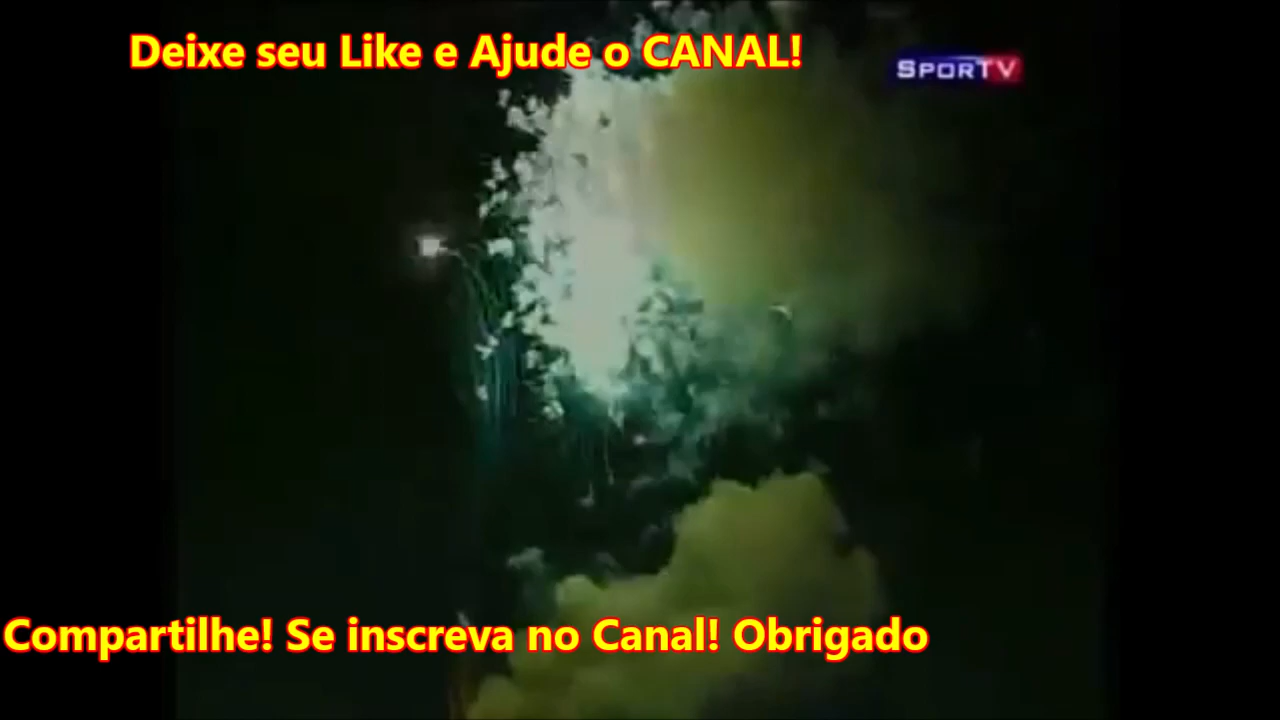 Deixe seu Like e Ajude o CANAL!
SPORTV
Compartilhe! Se inscreva no Canal! Obrigado